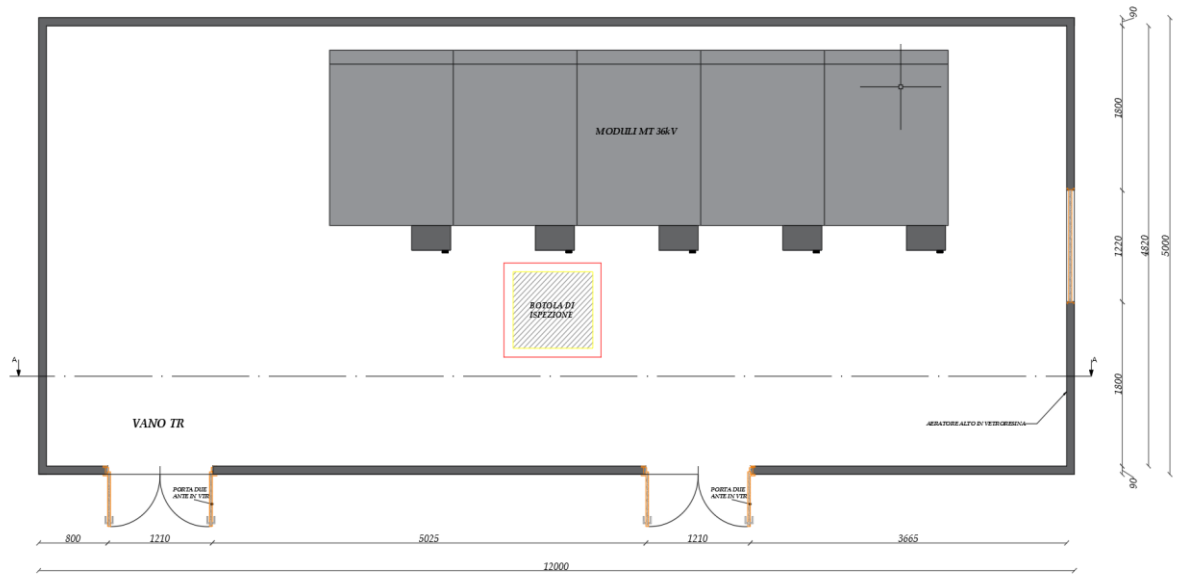 90
1800
MODULI MT 36kV
1220
4820
5000
BOTOLA DI
ISPEZIONE
A
A
1800
VANO TR
AERATORE ALTO IN VETRORESINA
90
PORTA DUE
ANTE IN VTR
PORTA DUE
ANTE IN VTR
800
1210
5025
1210
3665
12000